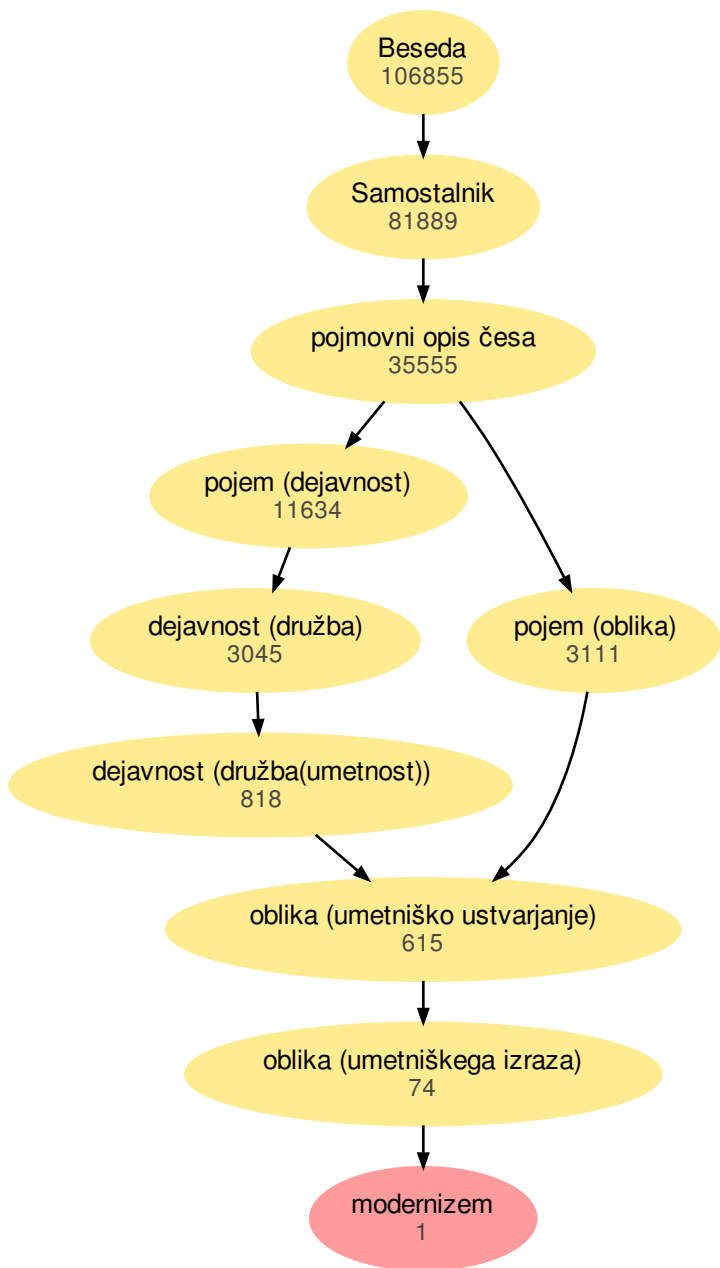 Beseda
106855
Samostalnik
81889
pojmovni opis česa
35555
pojem (dejavnost)
11634
dejavnost (družba)
3045
pojem (oblika)
3111
dejavnost (družba(umetnost))
818
oblika (umetniško ustvarjanje)
615
oblika (umetniškega izraza)
74
modernizem
1